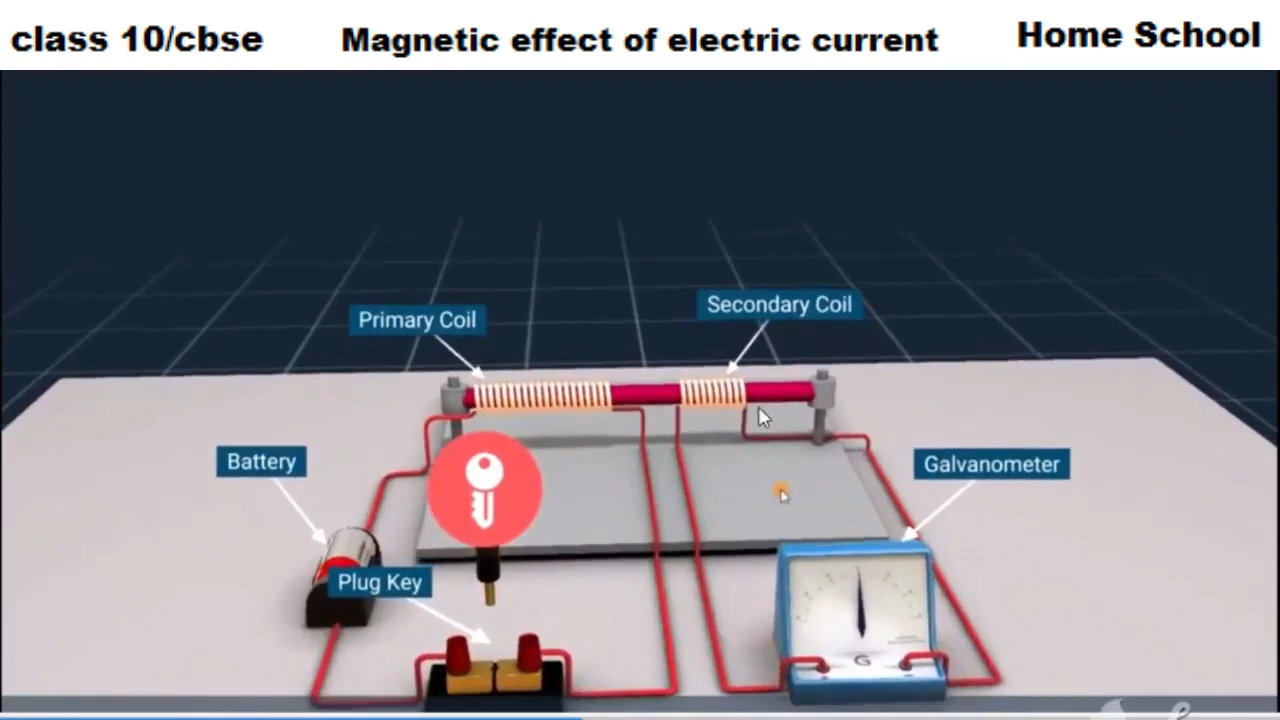 class 10/cbse Magnetic effect of electric current Home School
Primary Coil
Secondary Coil
Battery
Galvanometer
Plug Key
G